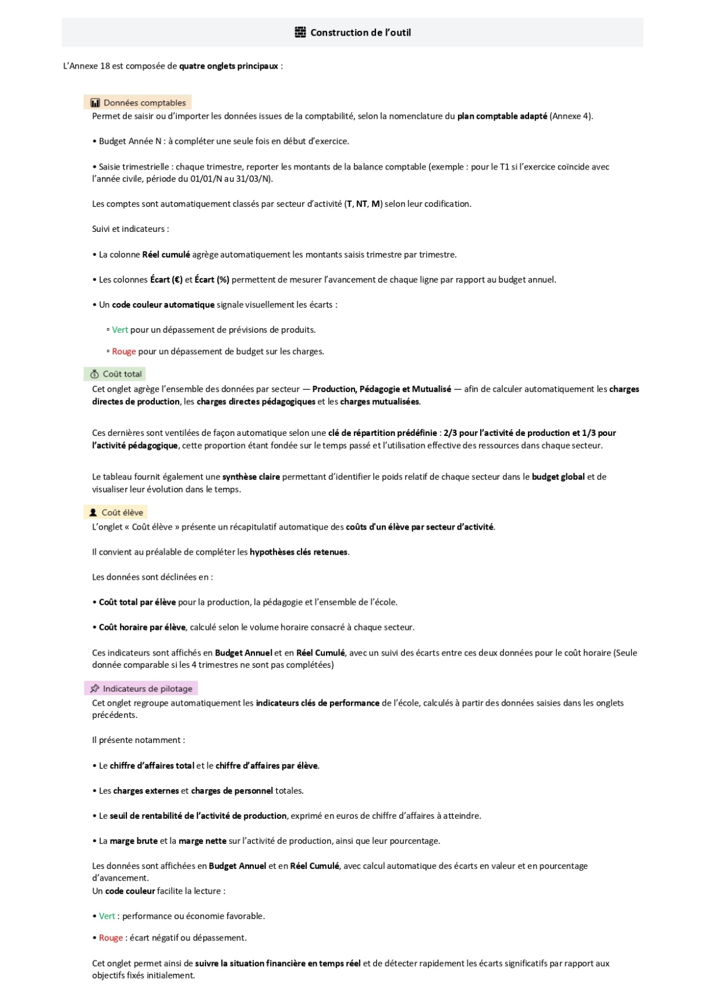 Construction de l’outil
L’Annexe 18 est composée de quatre onglets principaux :
Données comptables
Permet de saisir ou d’importer les données issues de la comptabilité, selon la nomenclature du plan comptable adapté (Annexe 4).
• Budget Année N : à compléter une seule fois en début d’exercice.
• Saisie trimestrielle : chaque trimestre, reporter les montants de la balance comptable (exemple : pour le T1 si l’exercice coïncide avec
l’année civile, période du 01/01/N au 31/03/N).
Les comptes sont automatiquement classés par secteur d’activité (T, NT, M) selon leur codification.
Suivi et indicateurs :
• La colonne Réel cumulé agrège automatiquement les montants saisis trimestre par trimestre.
• Les colonnes Écart (€) et Écart (%) permettent de mesurer l’avancement de chaque ligne par rapport au budget annuel.
• Un code couleur automatique signale visuellement les écarts :
▫ Vert pour un dépassement de prévisions de produits.
▫ Rouge pour un dépassement de budget sur les charges.
Coût total
Cet onglet agrège l’ensemble des données par secteur — Production, Pédagogie et Mutualisé — afin de calculer automatiquement les charges
directes de production, les charges directes pédagogiques et les charges mutualisées.
Ces dernières sont ventilées de façon automatique selon une clé de répartition prédéfinie : 2/3 pour l’activité de production et 1/3 pour
l’activité pédagogique, cette proportion étant fondée sur le temps passé et l’utilisation effective des ressources dans chaque secteur.
Le tableau fournit également une synthèse claire permettant d’identifier le poids relatif de chaque secteur dans le budget global et de
visualiser leur évolution dans le temps.
Coût élève
L’onglet « Coût élève » présente un récapitulatif automatique des coûts d'un élève par secteur d’activité.
Il convient au préalable de compléter les hypothèses clés retenues.
Les données sont déclinées en :
• Coût total par élève pour la production, la pédagogie et l’ensemble de l’école.
• Coût horaire par élève, calculé selon le volume horaire consacré à chaque secteur.
Ces indicateurs sont affichés en Budget Annuel et en Réel Cumulé, avec un suivi des écarts entre ces deux données pour le coût horaire (Seule
donnée comparable si les 4 trimestres ne sont pas complétées)
Indicateurs de pilotage
Cet onglet regroupe automatiquement les indicateurs clés de performance de l’école, calculés à partir des données saisies dans les onglets
précédents.
Il présente notamment :
• Le chiffre d’affaires total et le chiffre d’affaires par élève.
• Les charges externes et charges de personnel totales.
• Le seuil de rentabilité de l’activité de production, exprimé en euros de chiffre d’affaires à atteindre.
• La marge brute et la marge nette sur l’activité de production, ainsi que leur pourcentage.
Les données sont affichées en Budget Annuel et en Réel Cumulé, avec calcul automatique des écarts en valeur et en pourcentage
d’avancement.
Un code couleur facilite la lecture :
• Vert : performance ou économie favorable.
• Rouge : écart négatif ou dépassement.
Cet onglet permet ainsi de suivre la situation financière en temps réel et de détecter rapidement les écarts significatifs par rapport aux
objectifs fixés initialement.